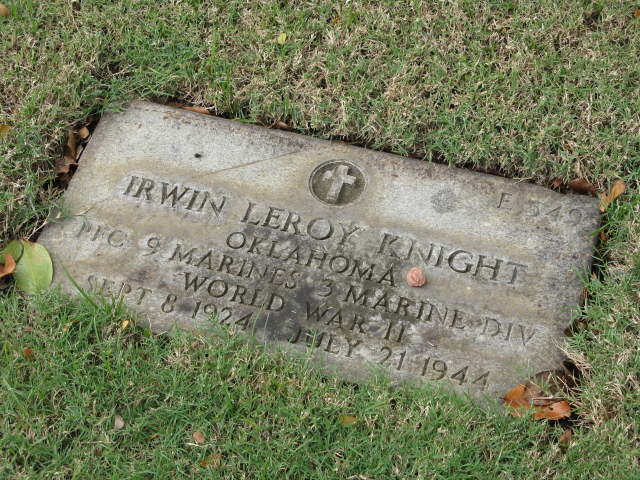 F 549
IRWIN LEROY KNIGHT
OKLAHOMA
PFC 9 MARINES 3 MARINE DIV
WORLD WAR II
SEPT 8 1924 JULY 21 1944